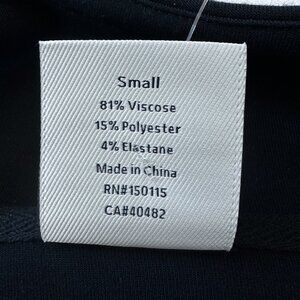 Small
81% Viscose
15% Polyester
4% Elastane
Made in China
RN#150115
CA#40482